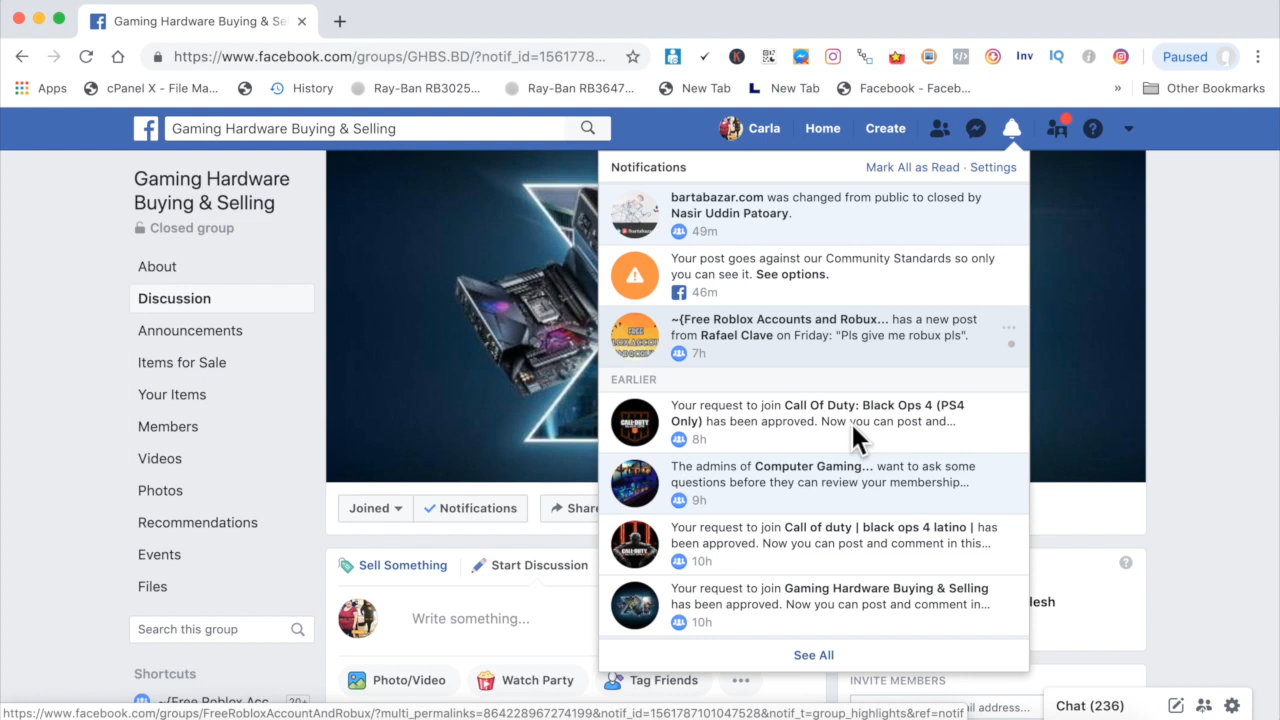 Gaming Hardware Buying & Se
https://www.facebook.com/groups/GHBS.BD/?notif_id=1561778...
Inv
IQ
Paused
Apps
cPanel X - File Ma...
History
Ray-Ban RB3025...
Ray-Ban RB3647...
New Tab
New Tab
Facebook - Faceb...
»
Other Bookmarks
Gaming Hardware Buying & Selling
Carla
Home
Create
Gaming Hardware
Buying & Selling
Closed group
About
Discussion
Announcements
Items for Sale
Your Items
Members
Videos
Photos
Recommendations
Events
Files
Search this group
Shortcuts
~{Free Roblox Acc
20+
Notifications
Mark All as Read · Settings
bartabazar.com was changed from public to closed by
Nasir Uddin Patoary.
49m
Your post goes against our Community Standards so only
you can see it. See options.
46m
~{Free Roblox Accounts and Robux... has a new post
from Rafael Clave on Friday: "Pls give me robux pls".
7h
EARLIER
Your request to join Call Of Duty: Black Ops 4 (PS4
Only) has been approved. Now you can post and...
8h
The admins of Computer Gaming... want to ask some
questions before they can review your membership...
9h
Your request to join Call of duty | black ops 4 latino | has
been approved. Now you can post and comment in this...
10h
Your request to join Gaming Hardware Buying & Selling
has been approved. Now you can post and comment in...
10h
See All
Joined
Notifications
Share
Sell Something
Start Discussion
Write something...
Photo/Video
Watch Party
Tag Friends
lesh
INVITE MEMBERS
ail address...
Chat (236)
https://www.facebook.com/groups/FreeRobloxAccountAndRobux/?multi_permalinks=864228967274199&notif_id=1561787101047528&notif_t=group_highlights&ref=notif